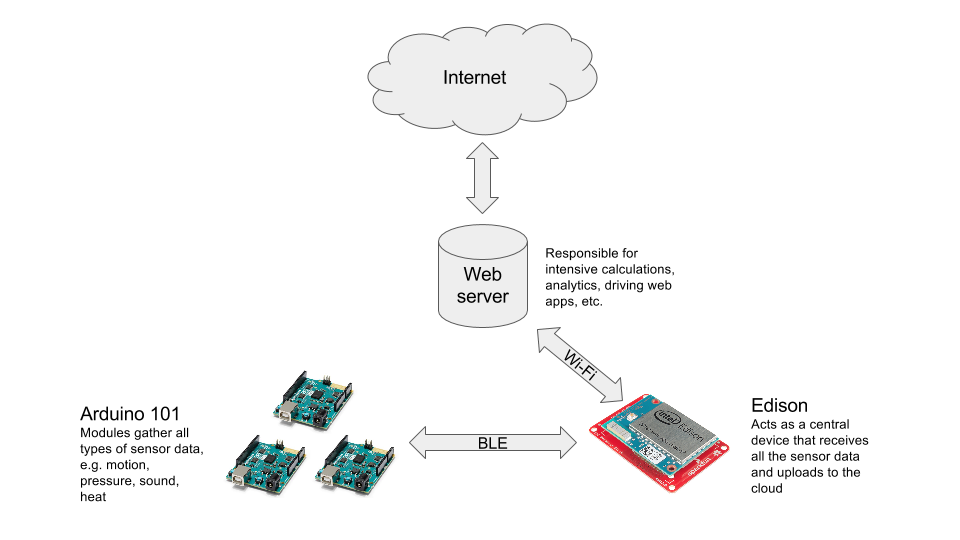 Internet
Web
server
Responsible for
intensive calculations,
analytics, driving web
apps, etc.
Wi-Fi
Arduino 101
Modules gather all
types of sensor data,
e.g. motion,
pressure, sound,
heat
BLE
intel
Edison
Edison
Acts as a central
device that receives
all the sensor data
and uploads to the
cloud